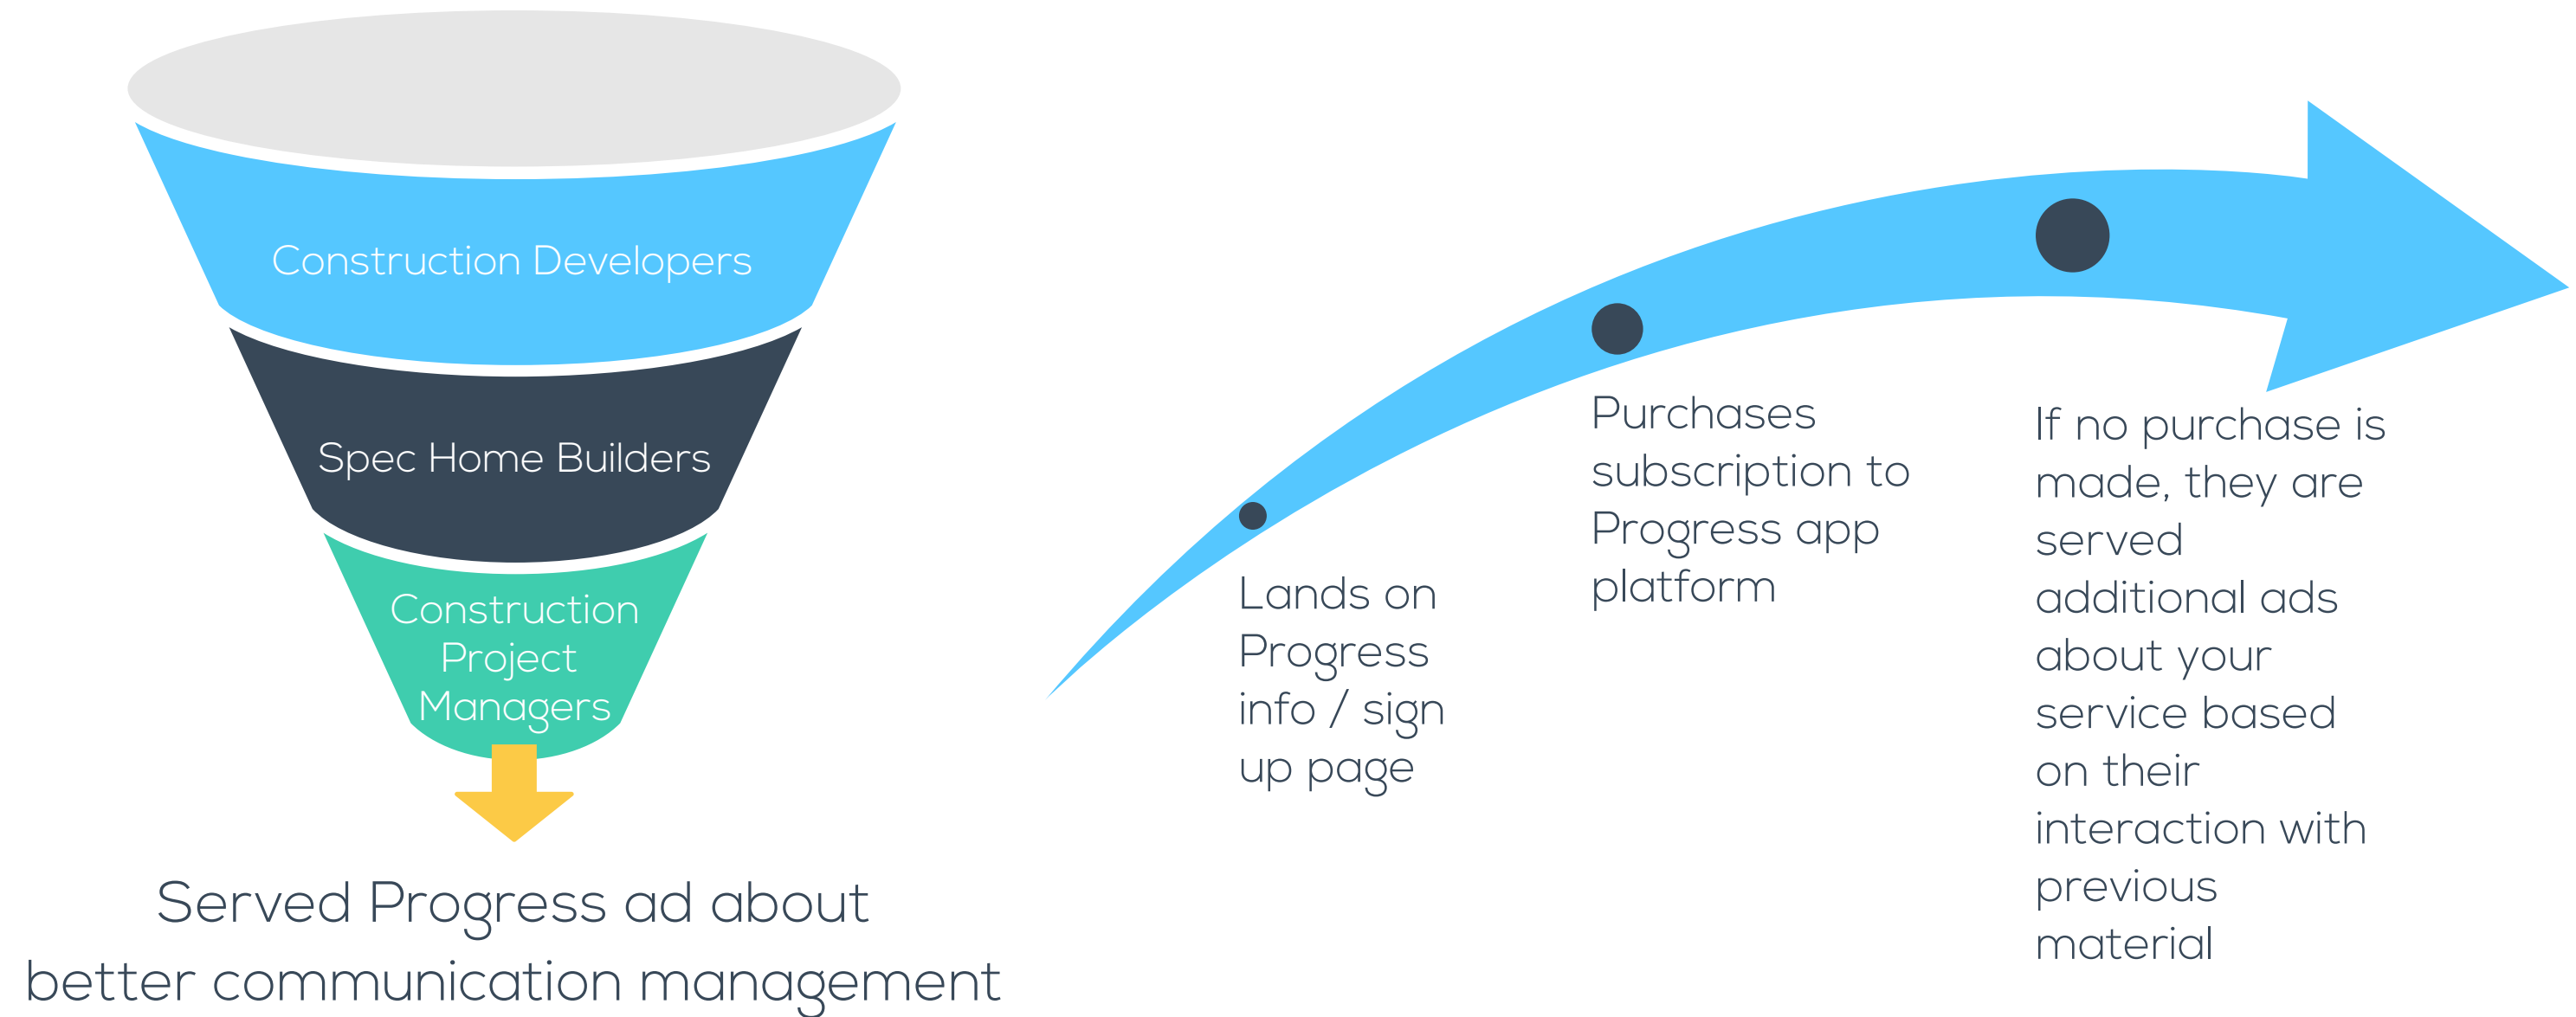 Construction Developers
Spec Home Builders
Construction
Project
Managers
Served Progress ad about
better communication management
Lands on
Progress
info / sign
up page
Purchases
subscription to
Progress app
platform
If no purchase is
made, they are
served
additional ads
about your
service based
on their
interaction with
previous
material